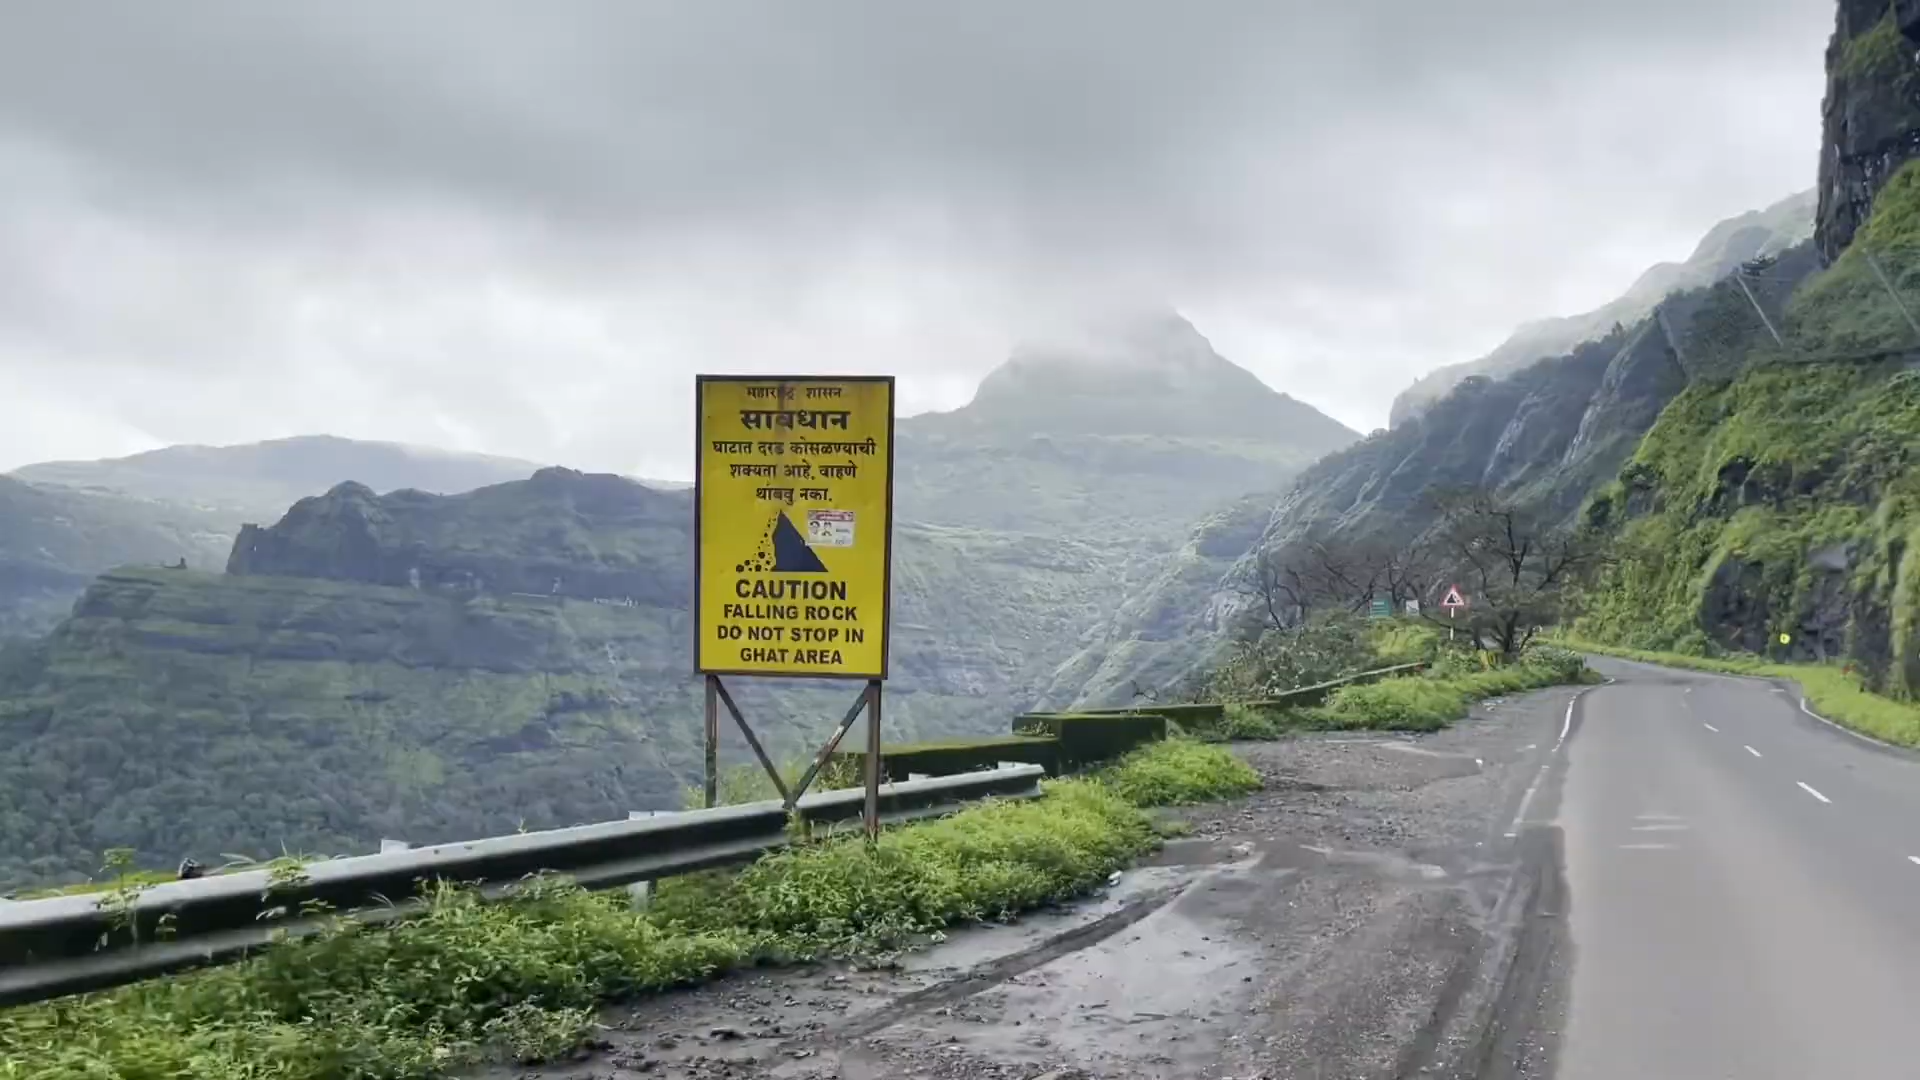 महाराष्ट्र शासन
सावधान
घाटात दरड कोसळण्याची
शक्यता आहे. वाहणे
थांबवु नका.
CAUTION
FALLING ROCK
DO NOT STOP IN
GHAT AREA